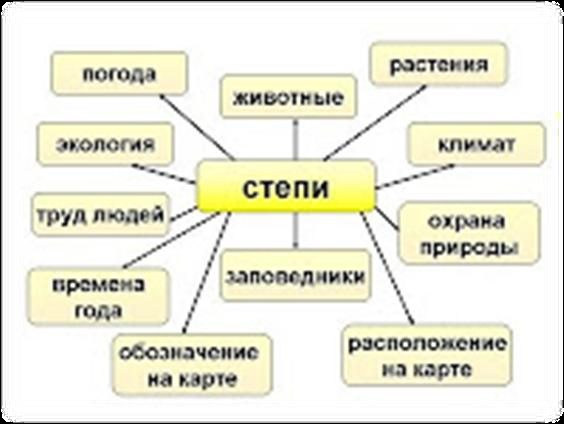 погода
животные
растения
экология
климат
степи
труд людей
охрана
природы
времена
года
заповедники
обозначение
на карте
расположение
на карте